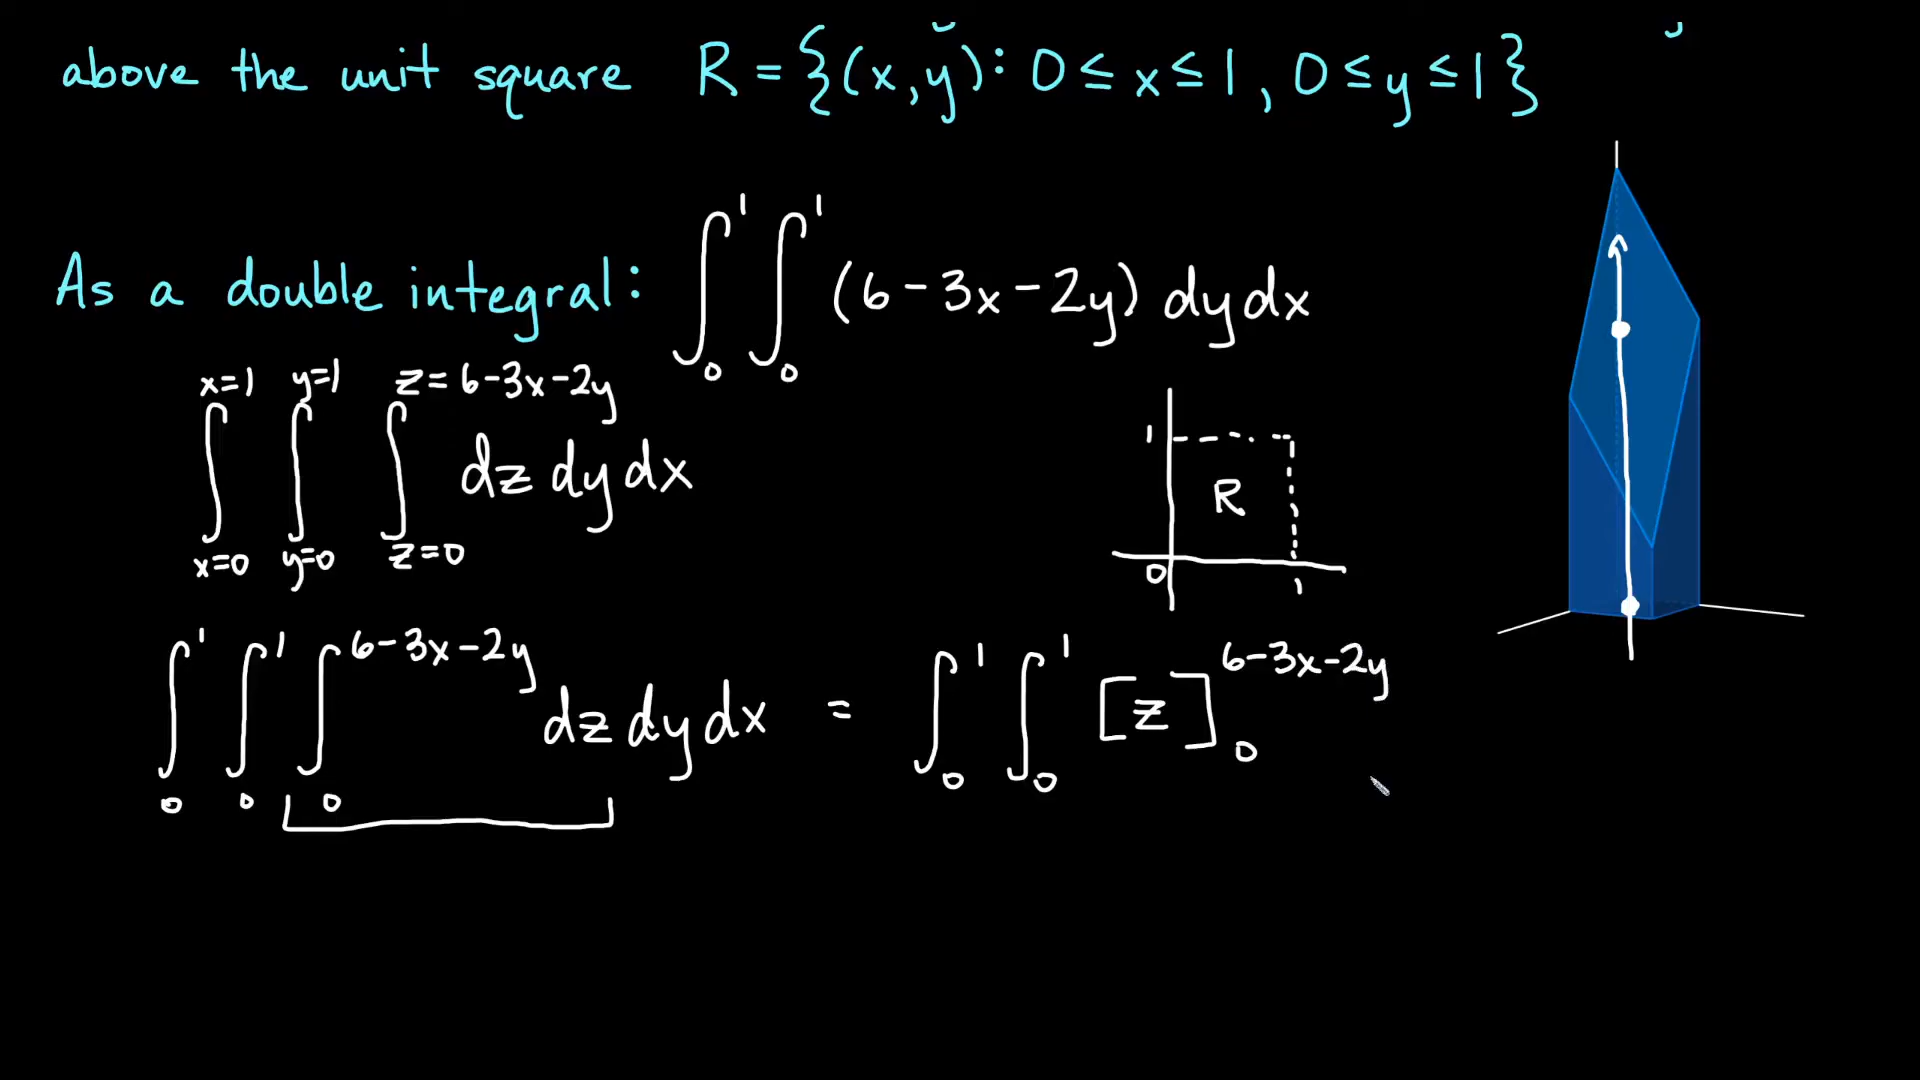 above the unit square R = {(x,y): 0 ≤ x ≤ 1, 0 ≤ y ≤ 1}
As a double integral: ∫₀¹ ∫₀¹ (6-3x-2y) dy dx
∫_{x=0}^{x=1} ∫_{y=0}^{y=1} ∫_{z=0}^{z=6-3x-2y} dz dy dx
1
R
0
1
∫₀¹ ∫₀¹ ∫₀^{6-3x-2y} dz dy dx = ∫₀¹ ∫₀¹ [z]₀^{6-3x-2y}